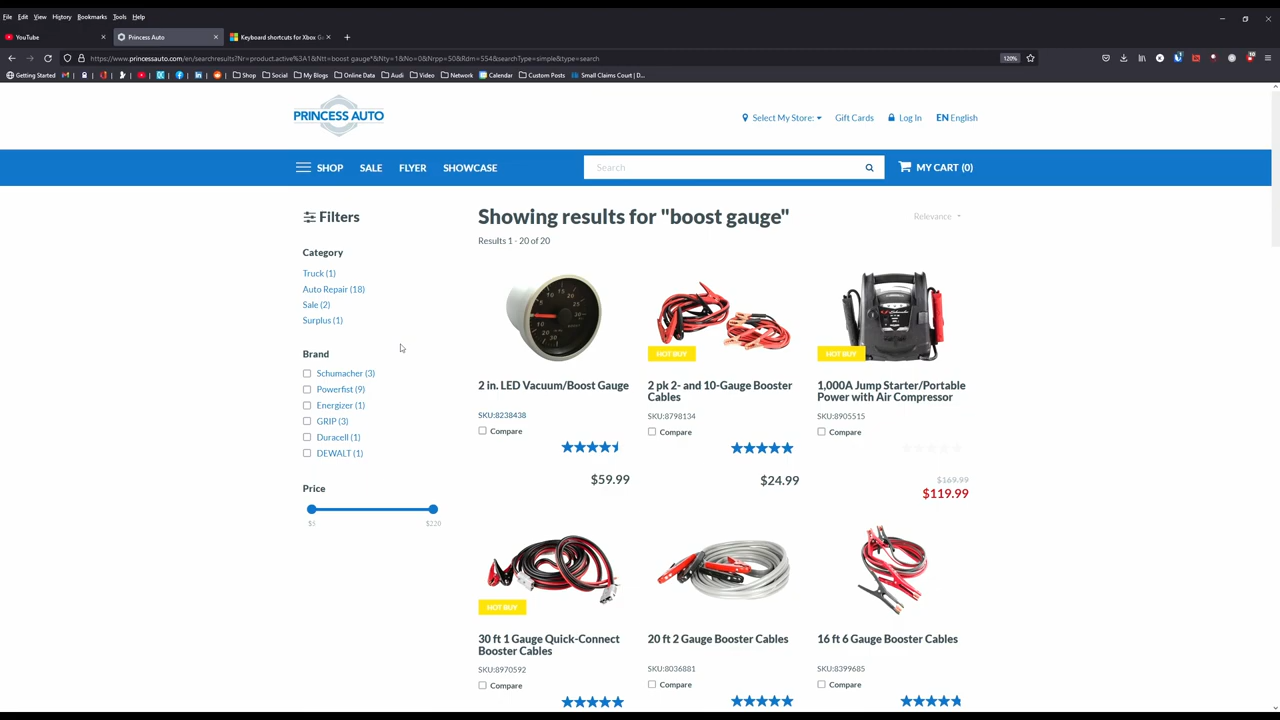 File Edit View History Bookmarks Tools Help
YouTube
Princess Auto
Keyboard shortcuts for Xbox G
https://www.princessauto.com/en/searchresults?Nr=product.active%3A1&Ntt=boost gauge*&Nty=1&No=0&Nrpp=50&Rdm=554&searchType=simple&type=search
120%
Getting Started
Shop
Social
My Blogs
Online Data
Audi
Video
Network
Calendar
Custom Posts
Small Claims Court | D...
PRINCESS AUTO
Select My Store:
Gift Cards
Log In
EN English
SHOP SALE FLYER SHOWCASE
Search
MY CART (0)
Filters
Category
Truck (1)
Auto Repair (18)
Sale (2)
Surplus (1)
Brand
Schumacher (3)
Powerfist (9)
Energizer (1)
GRIP (3)
Duracell (1)
DEWALT (1)
Price
$1 $220
Showing results for "boost gauge"
Relevance
Results 1 - 20 of 20
2 in. LED Vacuum/Boost Gauge
SKU:8238438
Compare
$59.99
HOT BUY
2 pk 2- and 10-Gauge Booster
Cables
SKU:8798134
Compare
$24.99
HOT BUY
1,000A Jump Starter/Portable
Power with Air Compressor
SKU:8905515
Compare
$169.99
$119.99
HOT BUY
30 ft 1 Gauge Quick-Connect
Booster Cables
SKU:8970592
Compare
20 ft 2 Gauge Booster Cables
SKU:8036881
Compare
16 ft 6 Gauge Booster Cables
SKU:8399685
Compare